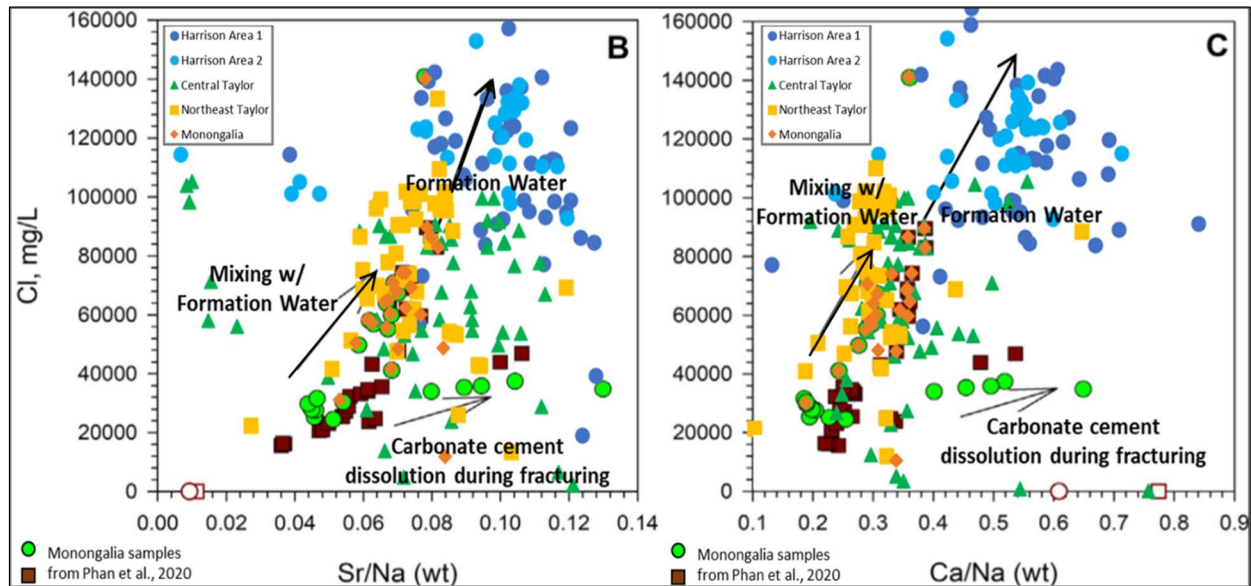 B
160000
140000
120000
100000
80000
60000
40000
20000
0
Cl, mg/L
Harrison Area 1
Harrison Area 2
Central Taylor
Northeast Taylor
Monongalia
Formation Water
Mixing w/
Formation Water
Carbonate cement
dissolution during fracturing
0.00 0.02 0.04 0.06 0.08 0.10 0.12 0.14
Sr/Na (wt)
Monongalia samples
from Phan et al., 2020
C
160000
140000
120000
100000
80000
60000
40000
20000
0
Harrison Area 1
Harrison Area 2
Central Taylor
Northeast Taylor
Monongalia
Mixing w/
Formation Water
Formation Water
Carbonate cement
dissolution during fracturing
0.1 0.2 0.3 0.4 0.5 0.6 0.7 0.8 0.9
Ca/Na (wt)
Monongalia samples
from Phan et al., 2020